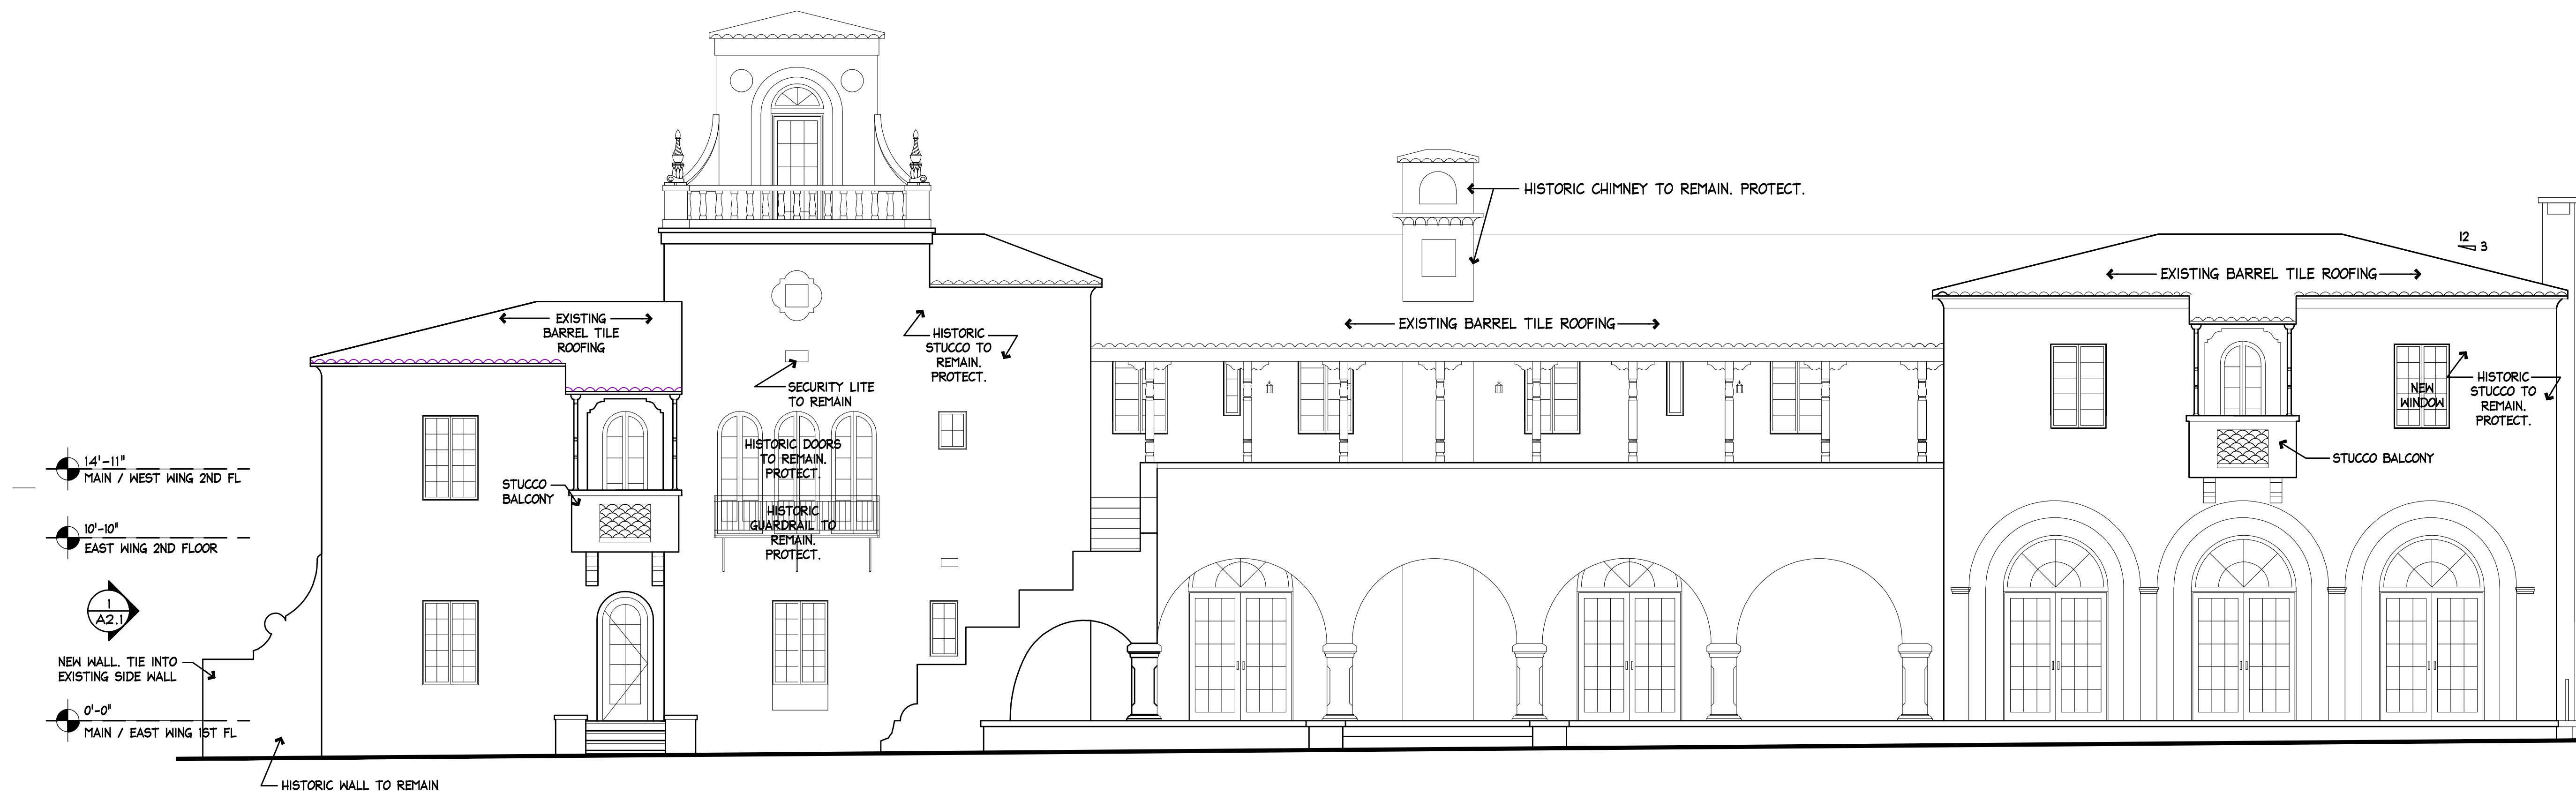 HISTORIC CHIMNEY TO REMAIN. PROTECT.
12
3
EXISTING BARREL TILE ROOFING
EXISTING
BARREL TILE
ROOFING
EXISTING BARREL TILE ROOFING
HISTORIC
STUCCO TO
REMAIN.
PROTECT.
SECURITY LITE
TO REMAIN
NEW
WINDOW
HISTORIC
STUCCO TO
REMAIN.
PROTECT.
HISTORIC DOORS
TO REMAIN.
PROTECT.
STUCCO BALCONY
14'-11"
MAIN / WEST WING 2ND FL
STUCCO
BALCONY
HISTORIC
GUARDRAIL TO
REMAIN.
PROTECT.
10'-10"
EAST WING 2ND FLOOR
1
A2.1
NEW WALL. TIE INTO
EXISTING SIDE WALL
0'-0"
MAIN / EAST WING 1ST FL
HISTORIC WALL TO REMAIN